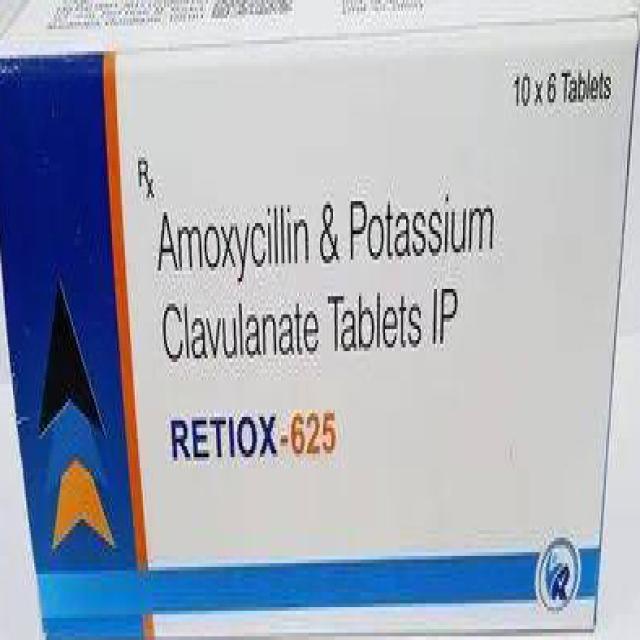 10 x 6 Tablets
Rx
Amoxycillin & Potassium
Clavulanate Tablets IP
RETIOX-625
R